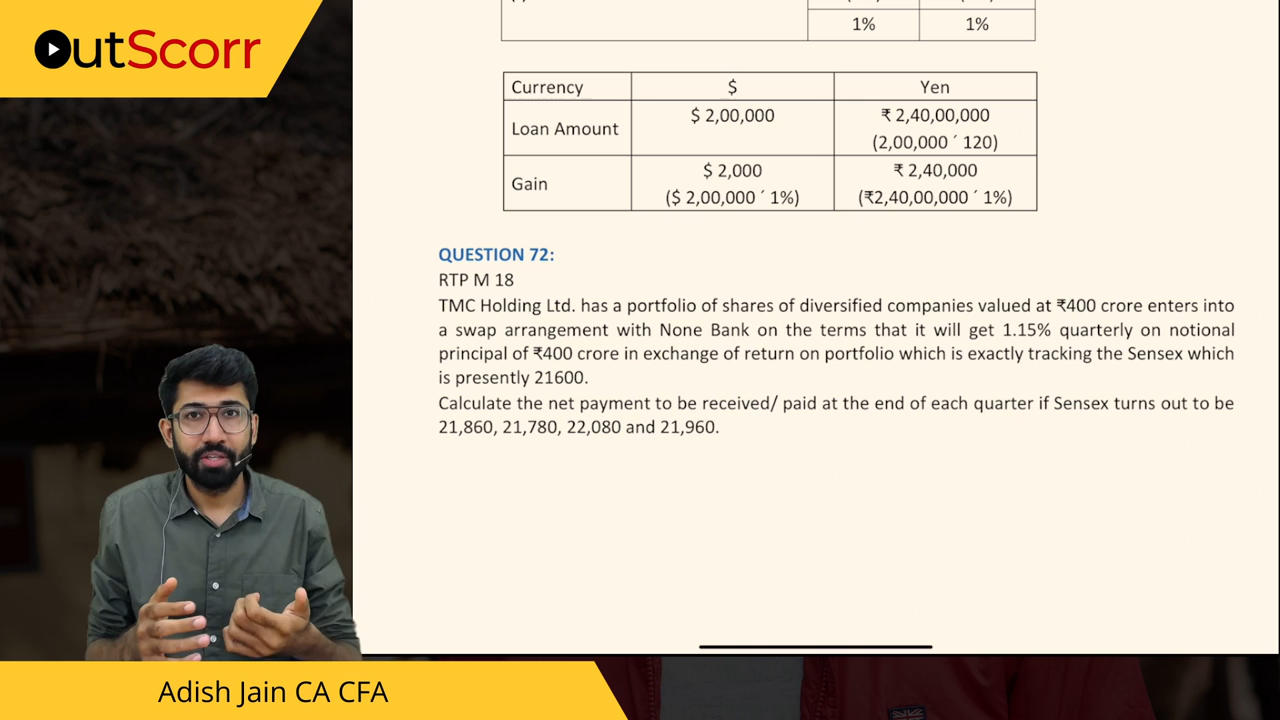 OutScorr
1% 1%
Currency $ Yen
Loan Amount $ 2,00,000 ₹ 2,40,00,000
(2,00,000 ´ 120)
Gain $ 2,000 ₹ 2,40,000
($ 2,00,000 ´ 1%) (₹2,40,00,000 ´ 1%)
QUESTION 72:
RTP M 18
TMC Holding Ltd. has a portfolio of shares of diversified companies valued at ₹400 crore enters into
a swap arrangement with None Bank on the terms that it will get 1.15% quarterly on notional
principal of ₹400 crore in exchange of return on portfolio which is exactly tracking the Sensex which
is presently 21600.
Calculate the net payment to be received/ paid at the end of each quarter if Sensex turns out to be
21,860, 21,780, 22,080 and 21,960.
Adish Jain CA CFA